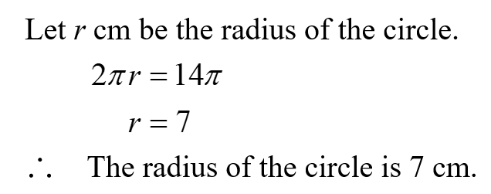 Let r cm be the radius of the circle.
2πr = 14π
r = 7
∴ The radius of the circle is 7 cm.